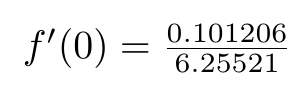 f′(0) = 0.101206/6.25521